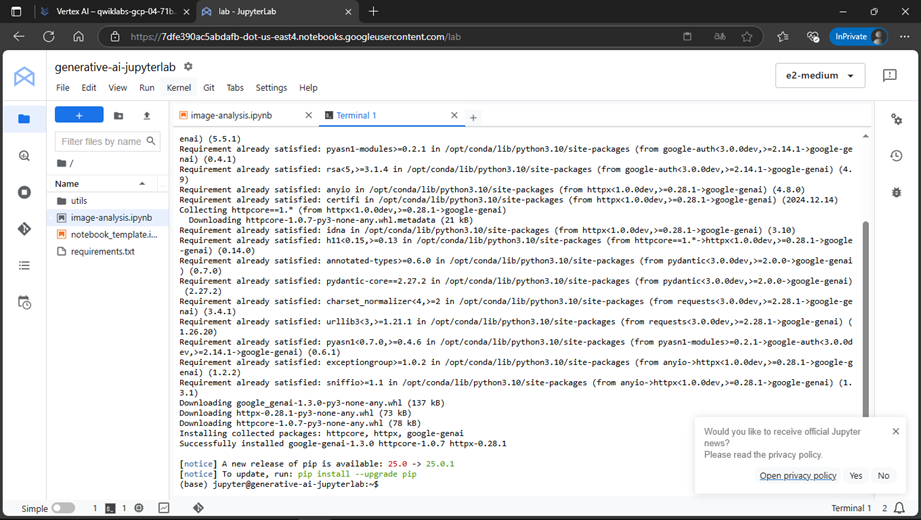 Vertex AI – qwiklabs-gcp-04-71b
lab - JupyterLab
https://7dfe390ac5abdafb-dot-us-east4.notebooks.googleusercontent.com/lab
InPrivate
generative-ai-jupyterlab
File Edit View Run Kernel Git Tabs Settings Help
e2-medium
image-analysis.ipynb
Terminal 1
Filter files by name
/
Name
utils
image-analysis.ipynb
notebook_template.i...
requirements.txt
enai) (5.5.1)
Requirement already satisfied: pyasn1-modules>=0.2.1 in /opt/conda/lib/python3.10/site-packages (from google-auth<3.0.0dev,>=2.14.1->google-ge
nai) (0.4.1)
Requirement already satisfied: rsa<5,>=3.1.4 in /opt/conda/lib/python3.10/site-packages (from google-auth<3.0.0dev,>=2.14.1->google-genai) (4.
9)
Requirement already satisfied: anyio in /opt/conda/lib/python3.10/site-packages (from httpx<1.0.0dev,>=0.28.1->google-genai) (4.8.0)
Requirement already satisfied: certifi in /opt/conda/lib/python3.10/site-packages (from httpx<1.0.0dev,>=0.28.1->google-genai) (2024.12.14)
Collecting httpcore==1.* (from httpx<1.0.0dev,>=0.28.1->google-genai)
Downloading httpcore-1.0.7-py3-none-any.whl.metadata (21 kB)
Requirement already satisfied: idna in /opt/conda/lib/python3.10/site-packages (from httpx<1.0.0dev,>=0.28.1->google-genai) (3.10)
Requirement already satisfied: h11<0.15,>=0.13 in /opt/conda/lib/python3.10/site-packages (from httpcore==1.*->httpx<1.0.0dev,>=0.28.1->google
-genai) (0.14.0)
Requirement already satisfied: annotated-types>=0.6.0 in /opt/conda/lib/python3.10/site-packages (from pydantic<3.0.0dev,>=2.0.0->google-genai
) (0.7.0)
Requirement already satisfied: pydantic-core==2.27.2 in /opt/conda/lib/python3.10/site-packages (from pydantic<3.0.0dev,>=2.0.0->google-genai)
(2.27.2)
Requirement already satisfied: charset_normalizer<4,>=2 in /opt/conda/lib/python3.10/site-packages (from requests<3.0.0dev,>=2.28.1->google-ge
nai) (3.4.1)
Requirement already satisfied: urllib3<3,>=1.21.1 in /opt/conda/lib/python3.10/site-packages (from requests<3.0.0dev,>=2.28.1->google-genai) (
1.26.20)
Requirement already satisfied: pyasn1<0.7.0,>=0.4.6 in /opt/conda/lib/python3.10/site-packages (from pyasn1-modules>=0.2.1->google-auth<3.0.0d
ev,>=2.14.1->google-genai) (0.6.1)
Requirement already satisfied: exceptiongroup>=1.0.2 in /opt/conda/lib/python3.10/site-packages (from anyio->httpx<1.0.0dev,>=0.28.1->google-g
enai) (1.2.2)
Requirement already satisfied: sniffio>=1.1 in /opt/conda/lib/python3.10/site-packages (from anyio->httpx<1.0.0dev,>=0.28.1->google-genai) (1.
3.1)
Downloading google_genai-1.3.0-py3-none-any.whl (137 kB)
Downloading httpx-0.28.1-py3-none-any.whl (73 kB)
Downloading httpcore-1.0.7-py3-none-any.whl (78 kB)
Installing collected packages: httpcore, httpx, google-genai
Successfully installed google-genai-1.3.0 httpcore-1.0.7 httpx-0.28.1
[notice] A new release of pip is available: 25.0 -> 25.0.1
[notice] To update, run: pip install --upgrade pip
(base) jupyter@generative-ai-jupyterlab:~$
Would you like to receive official Jupyter
news?
Please read the privacy policy.
Open privacy policy Yes No
Simple 1 1 Terminal 1 2